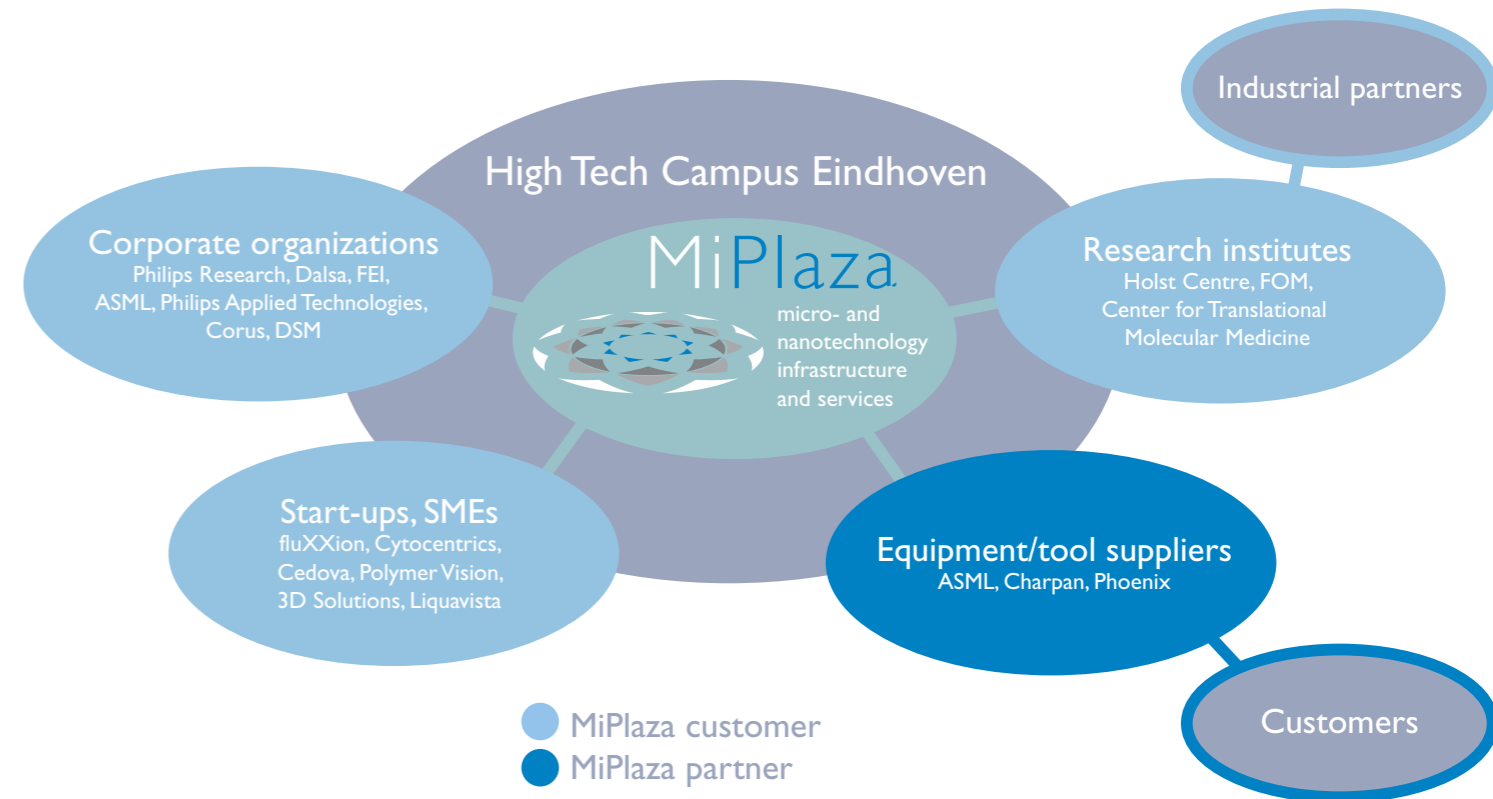 Industrial partners
High Tech Campus Eindhoven
Corporate organizations
Philips Research, Dalsa, FEI,
ASML, Philips Applied Technologies,
Corus, DSM
MiPlaza
micro- and
nanotechnology
infrastructure
and services
Research institutes
Holst Centre, FOM,
Center for Translational
Molecular Medicine
Start-ups, SMEs
fluXXion, Cytocentrics,
Cedova, Polymer Vision,
3D Solutions, Liquavista
Equipment/tool suppliers
ASML, Charpan, Phoenix
Customers
MiPlaza customer
MiPlaza partner